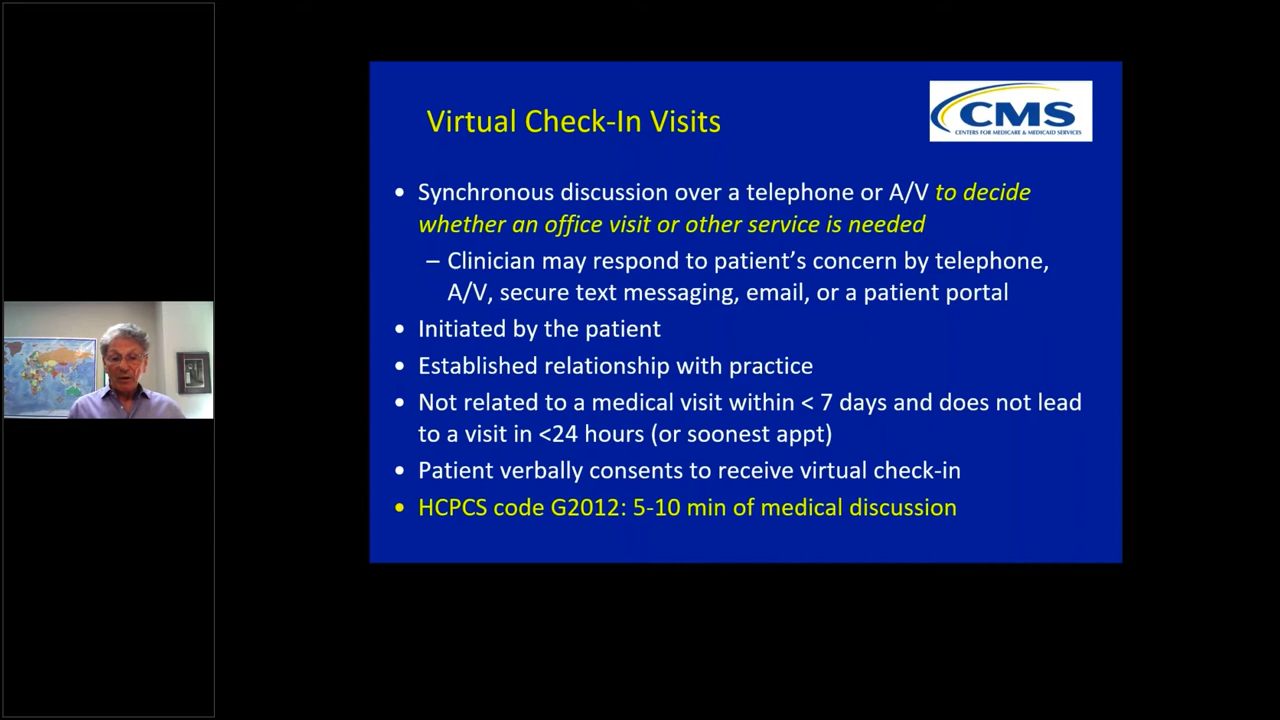 Virtual Check-In Visits
CMS
CENTERS FOR MEDICARE & MEDICAID SERVICES
• Synchronous discussion over a telephone or A/V to decide
whether an office visit or other service is needed
– Clinician may respond to patient's concern by telephone,
A/V, secure text messaging, email, or a patient portal
• Initiated by the patient
• Established relationship with practice
• Not related to a medical visit within < 7 days and does not lead
to a visit in <24 hours (or soonest appt)
• Patient verbally consents to receive virtual check-in
• HCPCS code G2012: 5-10 min of medical discussion